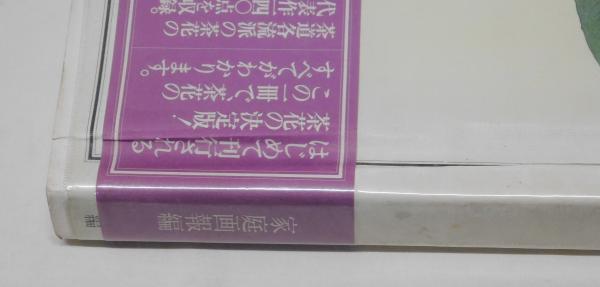 はじめて刊行される
茶花の決定版!
この一冊で、茶花の
すべてがわかります。
茶道各流派の茶花の
代表作一四〇点を収録。
家庭画報編